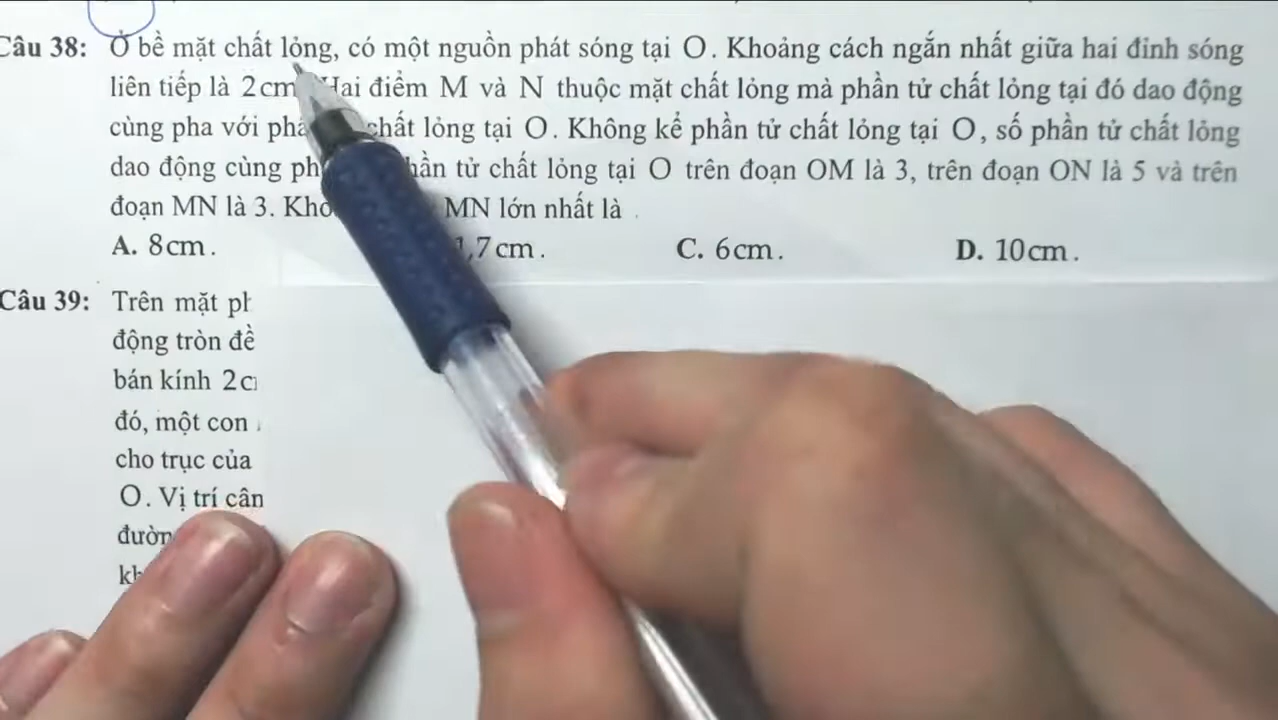 Câu 38: Ở bề mặt chất lỏng, có một nguồn phát sóng tại O. Khoảng cách ngắn nhất giữa hai đỉnh sóng
liên tiếp là 2cm Hai điểm M và N thuộc mặt chất lỏng mà phần tử chất lỏng tại đó dao động
cùng pha với phầ chất lỏng tại O. Không kể phần tử chất lỏng tại O, số phần tử chất lỏng
dao động cùng ph hần tử chất lỏng tại O trên đoạn OM là 3, trên đoạn ON là 5 và trên
đoạn MN là 3. Kho MN lớn nhất là
A. 8cm. ,7cm. C. 6cm. D. 10cm.
Câu 39: Trên mặt ph
động tròn đề
bán kính 2c
đó, một con
cho trục của
O. Vị trí cân
đườn
kh